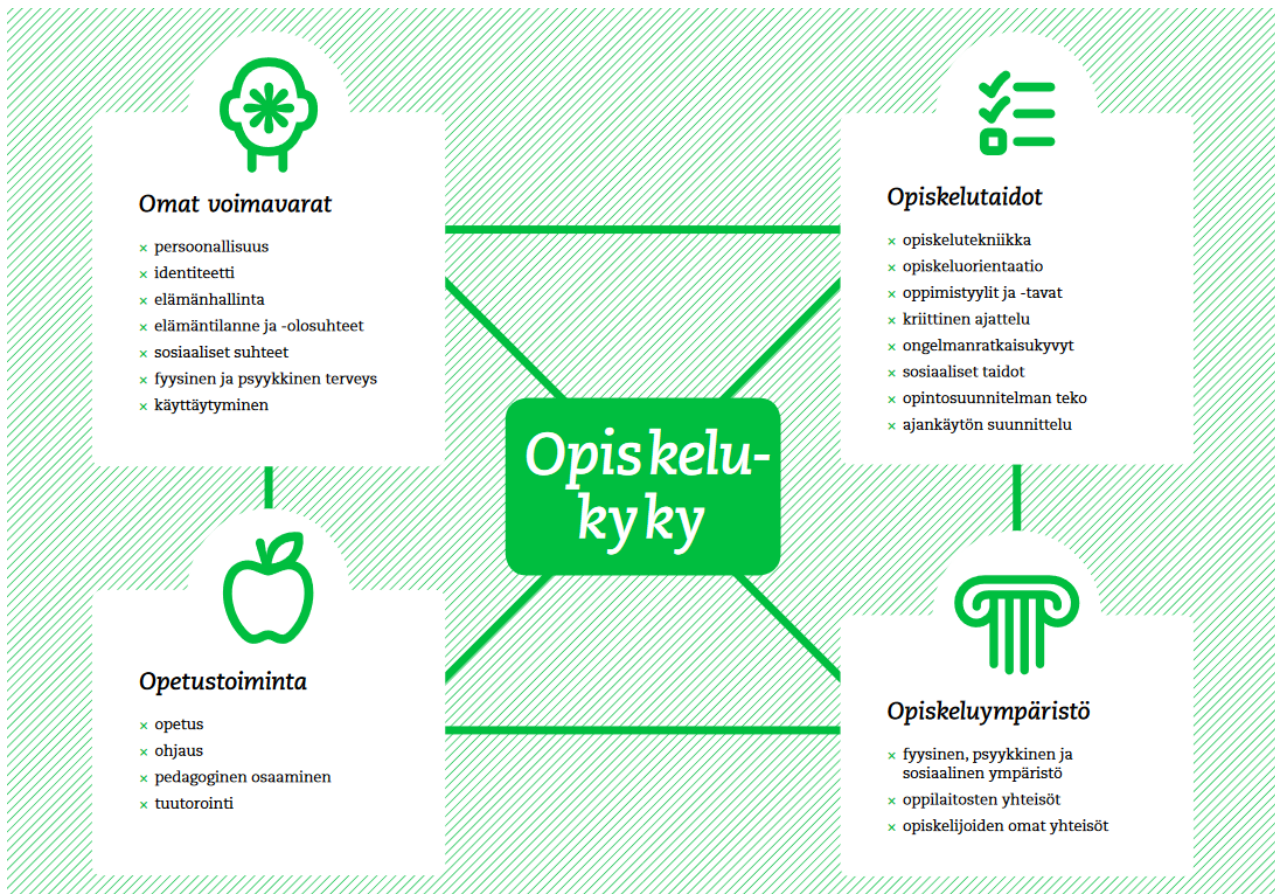 Omat voimavarat
× persoonallisuus
× identiteetti
× elämänhallinta
× elämäntilanne ja -olosuhteet
× sosiaaliset suhteet
× fyysinen ja psyykkinen terveys
× käyttäytyminen
Opiskelutaidot
× opiskelutekniikka
× opiskeluorientaatio
× oppimistyylit ja -tavat
× kriittinen ajattelu
× ongelmanratkaisukyvyt
× sosiaaliset taidot
× opintosuunnitelman teko
× ajankäytön suunnittelu
Opiskelu-
kyky
Opetustoiminta
× opetus
× ohjaus
× pedagoginen osaaminen
× tuutorointi
Opiskeluympäristö
× fyysinen, psyykkinen ja
sosiaalinen ympäristö
× oppilaitosten yhteisöt
× opiskelijoiden omat yhteisöt